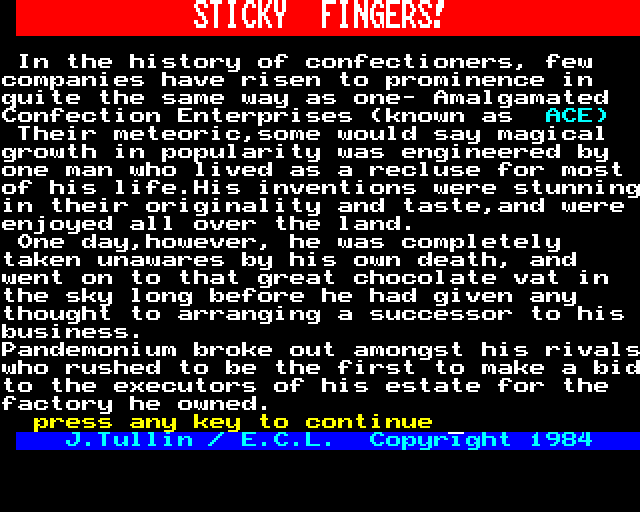 STICKY FINGERS!
In the history of confectioners, few
companies have risen to prominence in
quite the same way as one- Amalgamated
Confection Enterprises (known as ACE)
Their meteoric,some would say magical
growth in popularity was engineered by
one man who lived as a recluse for most
of his life.His inventions were stunning
in their originality and taste,and were
enjoyed all over the land.
One day,however, he was completely
taken unawares by his own death, and
went on to that great chocolate vat in
the sky long before he had given any
thought to arranging a successor to his
business.
Pandemonium broke out amongst his rivals
who rushed to be the first to make a bid
to the executors of his estate for the
factory he owned.
press any key to continue _
J.Tullin / E.C.L. Copyright 1984